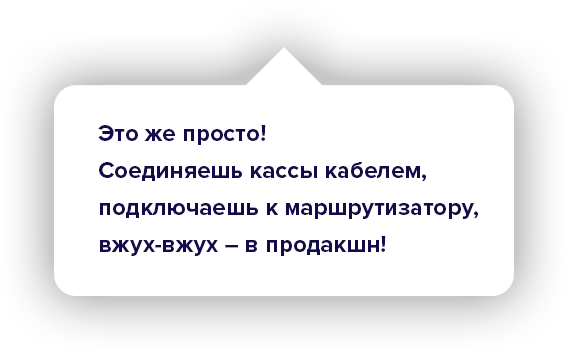 Это же просто!
Соединяешь кассы кабелем,
подключаешь к маршрутизатору,
вжух-вжух – в продакшн!